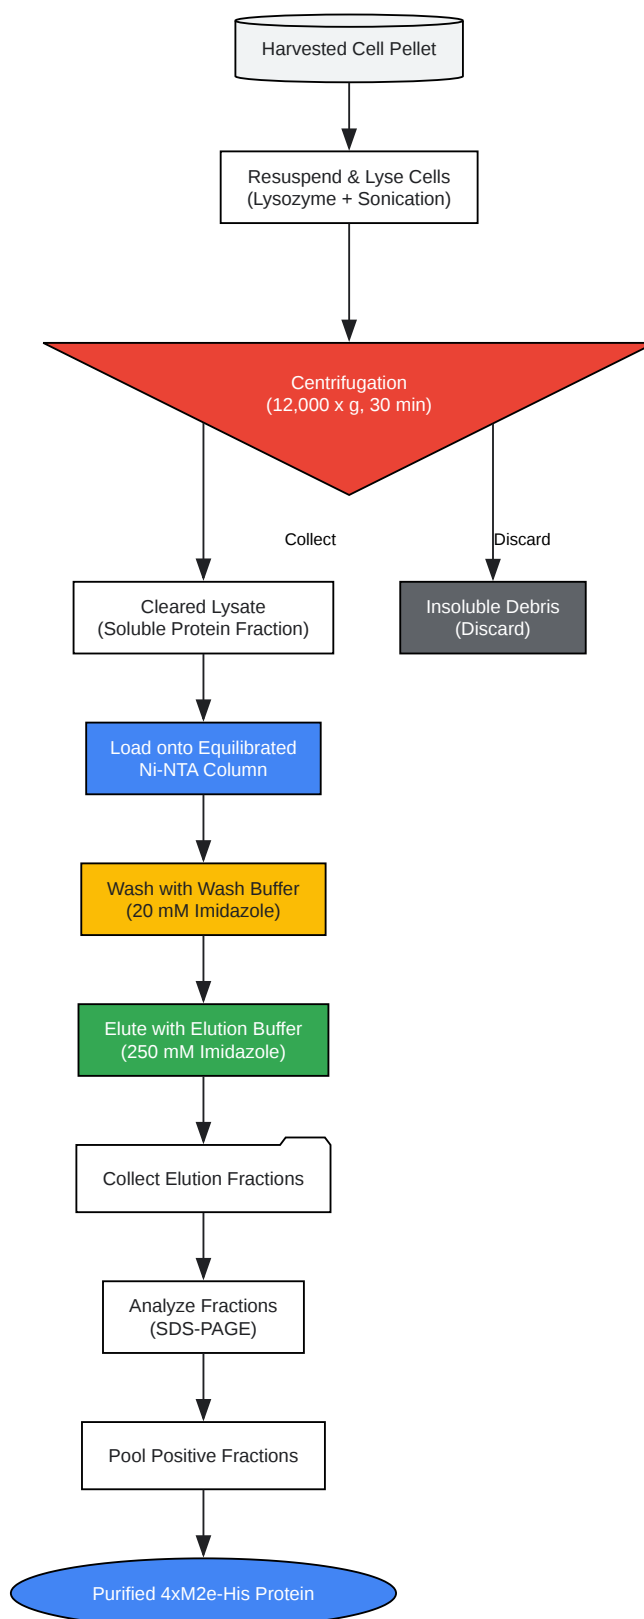 Harvested Cell Pellet
Resuspend & Lyse Cells
(Lysozyme + Sonication)
Centrifugation
(12,000 x g, 30 min)
Collect
Discard
Cleared Lysate
(Soluble Protein Fraction)
Insoluble Debris
(Discard)
Load onto Equilibrated
Ni-NTA Column
Wash with Wash Buffer
(20 mM Imidazole)
Elute with Elution Buffer
(250 mM Imidazole)
Collect Elution Fractions
Analyze Fractions
(SDS-PAGE)
Pool Positive Fractions
Purified 4xM2e-His Protein